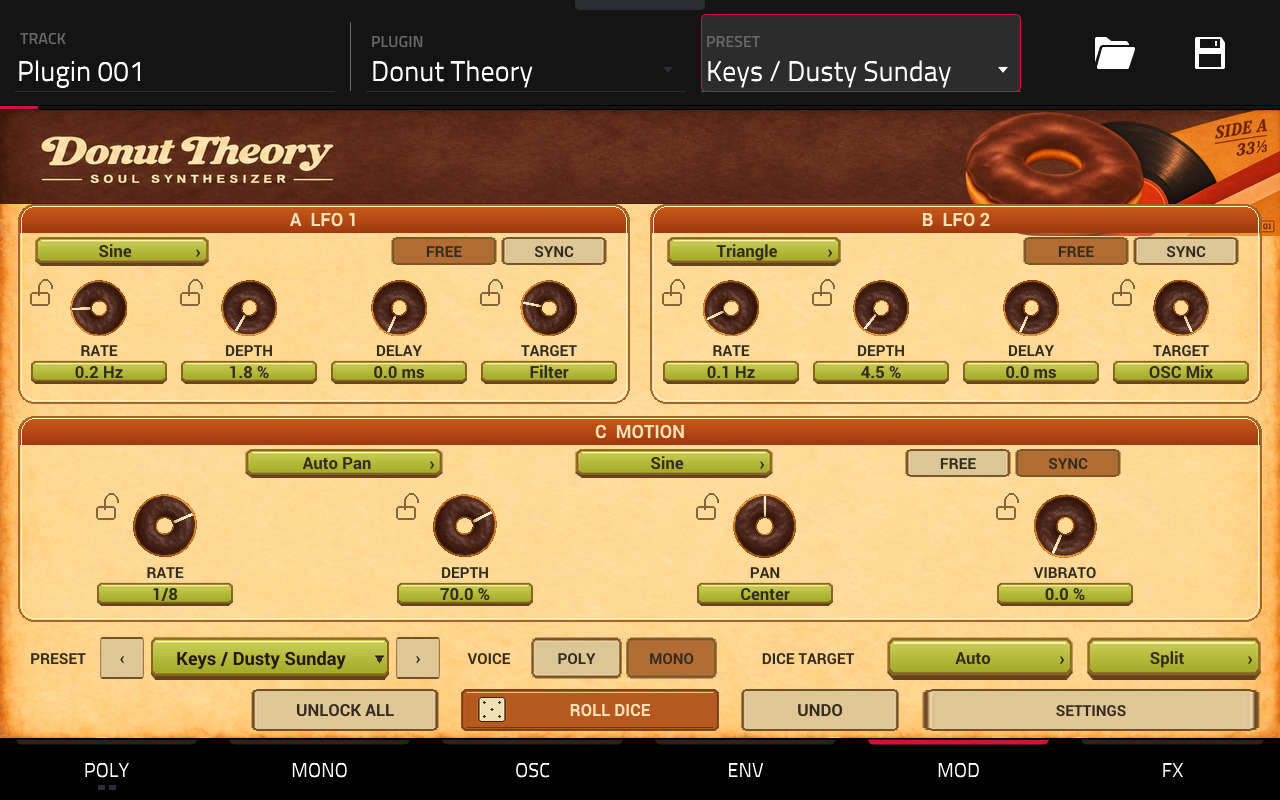 TRACK
Plugin 001
PLUGIN
Donut Theory
PRESET
Keys / Dusty Sunday
Donut Theory
SOUL SYNTHESIZER
SIDE A
33⅓
01
A LFO 1
Sine ›
FREE
SYNC
RATE
0.2 Hz
DEPTH
1.8 %
DELAY
0.0 ms
TARGET
Filter
B LFO 2
Triangle ›
FREE
SYNC
RATE
0.1 Hz
DEPTH
4.5 %
DELAY
0.0 ms
TARGET
OSC Mix
C MOTION
Auto Pan ›
Sine ›
FREE
SYNC
RATE
1/8
DEPTH
70.0 %
PAN
Center
VIBRATO
0.0 %
PRESET
‹
Keys / Dusty Sunday
›
VOICE
POLY
MONO
DICE TARGET
Auto ›
Split ›
UNLOCK ALL
ROLL DICE
UNDO
SETTINGS
POLY
MONO
OSC
ENV
MOD
FX